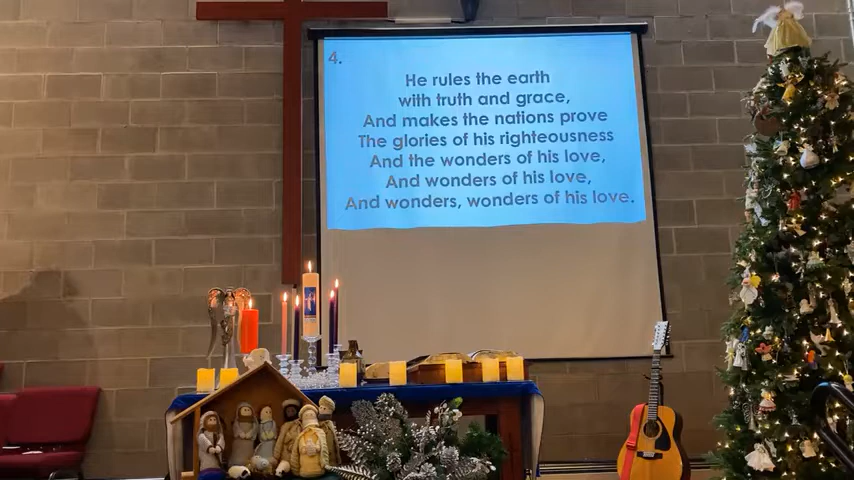 4.
He rules the earth
with truth and grace,
And makes the nations prove
The glories of his righteousness
And the wonders of his love,
And wonders of his love,
And wonders, wonders of his love.